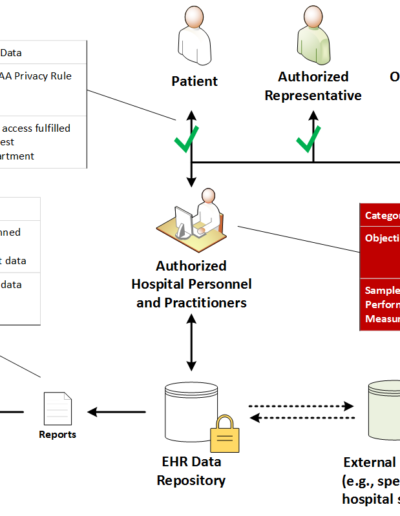 Data
AA Privacy Rule
access fulfilled
est
artment
Patient
Authorized
Representative
O
nned
t data
data
Authorized
Hospital Personnel
and Practitioners
Categor
Objecti
Sample
Perform
Measur
Reports
EHR Data
Repository
External
(e.g., spe
hospital s